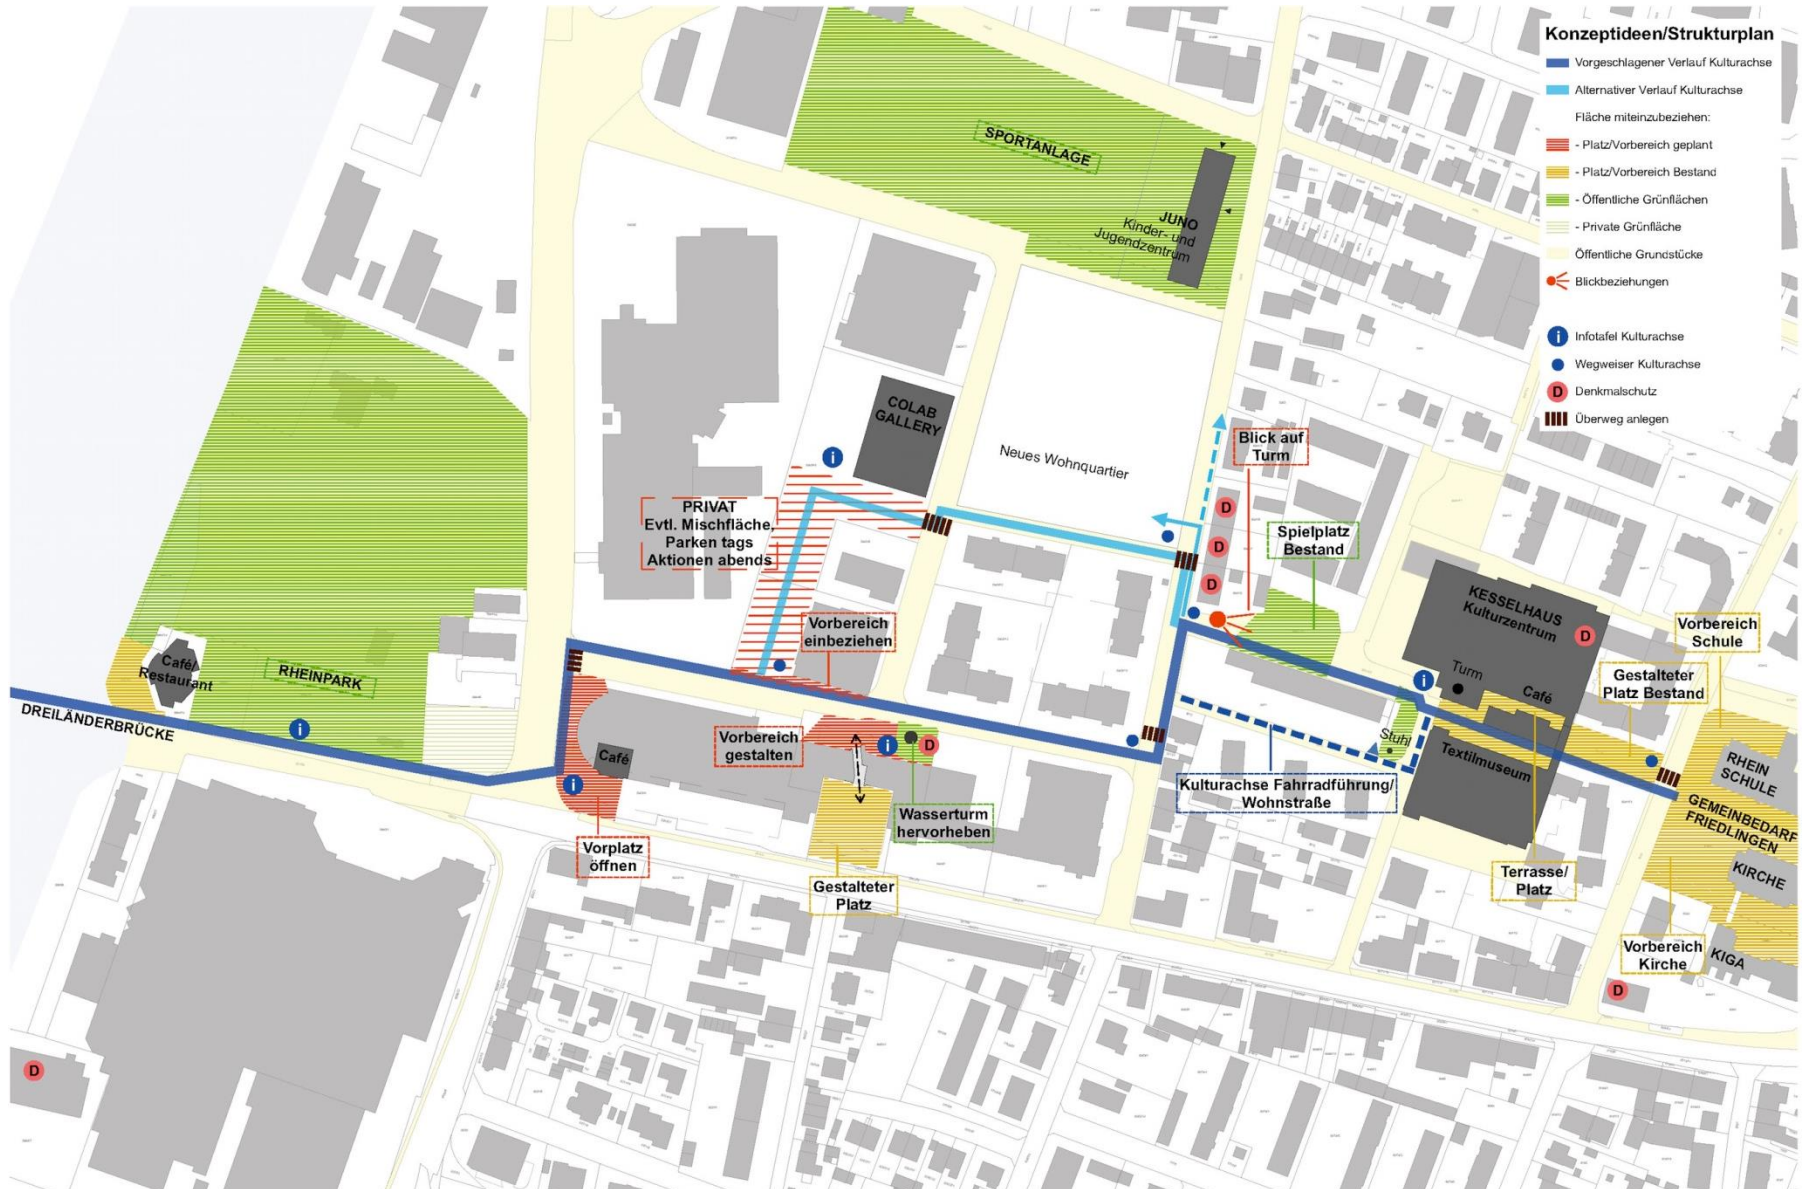 Konzeptideen/Strukturplan
Vorgeschlagener Verlauf Kulturachse
Alternativer Verlauf Kulturachse
Fläche miteinzubeziehen:
- Platz/Vorbereich geplant
- Platz/Vorbereich Bestand
- Öffentliche Grünflächen
- Private Grünfläche
Öffentliche Grundstücke
Blickbeziehungen
i Infotafel Kulturachse
Wegweiser Kulturachse
D Denkmalschutz
Überweg anlegen
SPORTANLAGE
JUNO
Kinder- und
Jugendzentrum
COLAB
GALLERY
Neues Wohnquartier
Blick auf
Turm
i
PRIVAT
Evtl. Mischfläche,
Parken tags
Aktionen abends
D
D
D
Spielplatz
Bestand
KESSELHAUS
Kulturzentrum
D
Vorbereich
Schule
Vorbereich
einbeziehen
Café/
Restaurant
RHEINPARK
i
Turm
Café
Gestalteter
Platz Bestand
DREILÄNDERBRÜCKE
i
Vorbereich
gestalten
i
D
Stuhl
Textilmuseum
RHEIN
SCHULE
Café
i
Kulturachse Fahrradführung/
Wohnstraße
GEMEINBEDARF
FRIEDLINGEN
Wasserturm
hervorheben
Vorplatz
öffnen
Gestalteter
Platz
Terrasse/
Platz
KIRCHE
Vorbereich
Kirche
KIGA
D
D